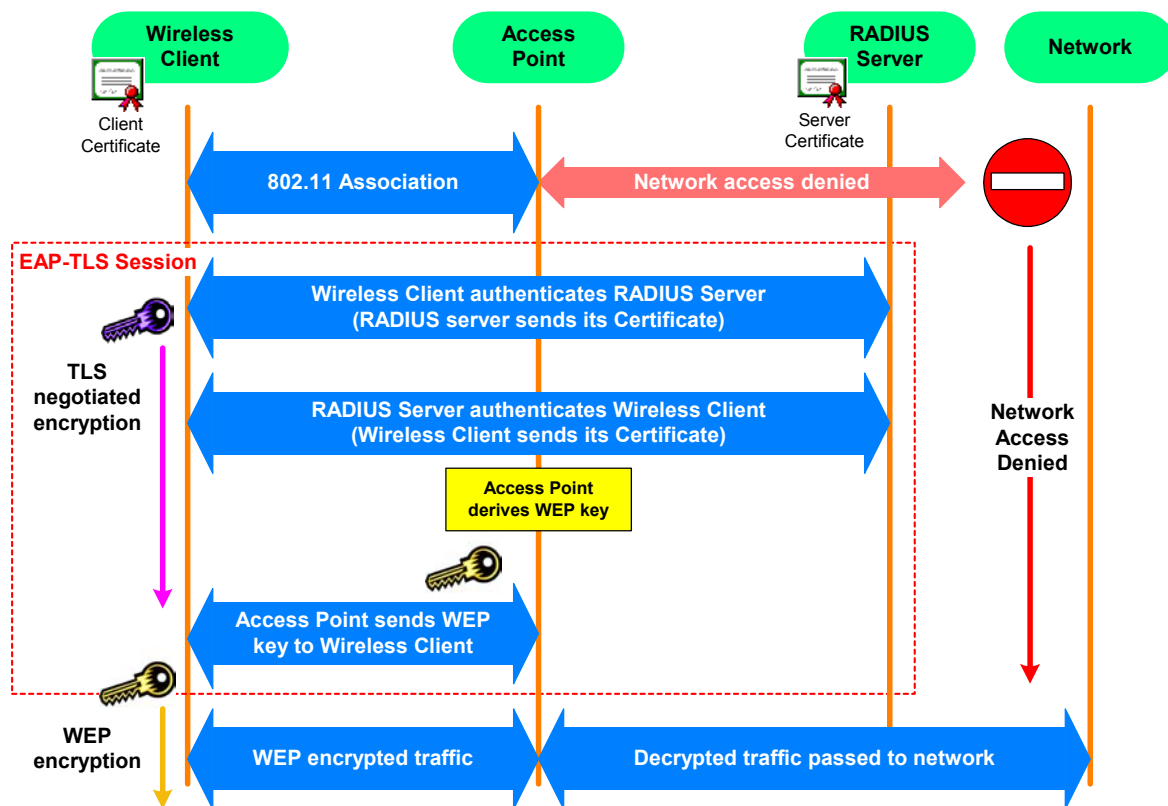 Wireless
Client
Access
Point
RADIUS
Server
Network
Client
Certificate
Server
Certificate
802.11 Association
Network access denied
EAP-TLS Session
Wireless Client authenticates RADIUS Server
(RADIUS server sends its Certificate)
TLS
negotiated
encryption
RADIUS Server authenticates Wireless Client
(Wireless Client sends its Certificate)
Network
Access
Denied
Access Point
derives WEP key
Access Point sends WEP
key to Wireless Client
WEP
encryption
WEP encrypted traffic
Decrypted traffic passed to network